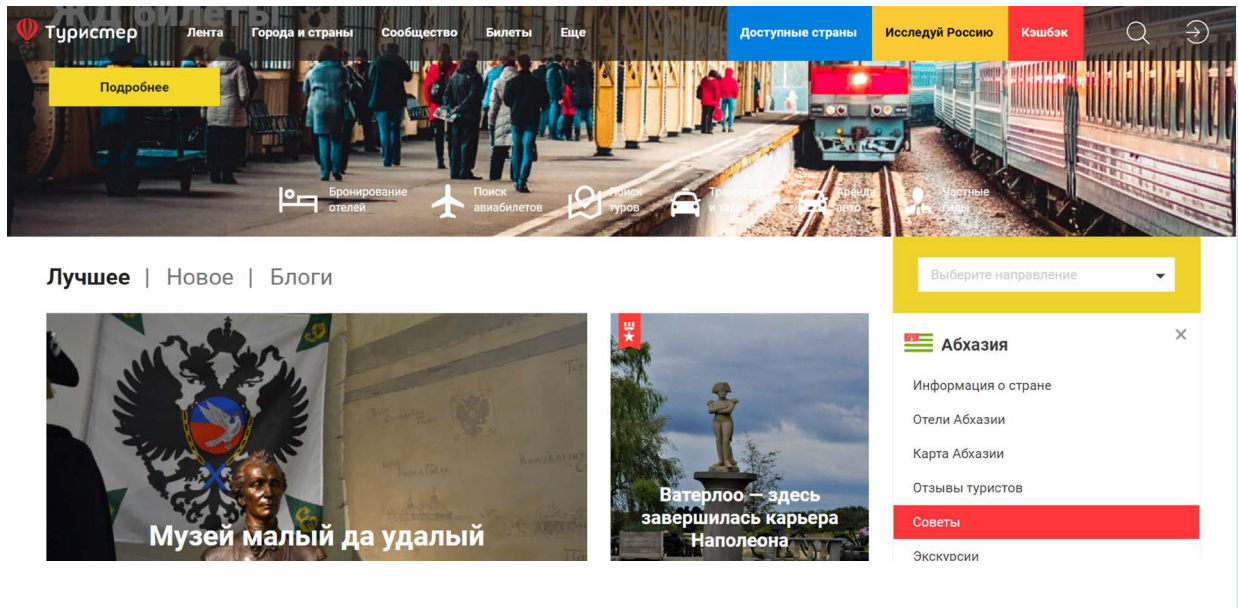 ЖД билеты
Туристер
Лента
Города и страны
Сообщество
Билеты
Еще
Доступные страны
Исследуй Россию
Кэшбэк
Подробнее
Бронирование
отелей
Поиск
авиабилетов
Поиск
туров
Аренда
авто
Частные
гиды
Лучшее | Новое | Блоги
Выберите направление
Музей малый да удалый
Ватерлоо — здесь
завершилась карьера
Наполеона
Абхазия
Информация о стране
Отели Абхазии
Карта Абхазии
Отзывы туристов
Советы
Экскурсии